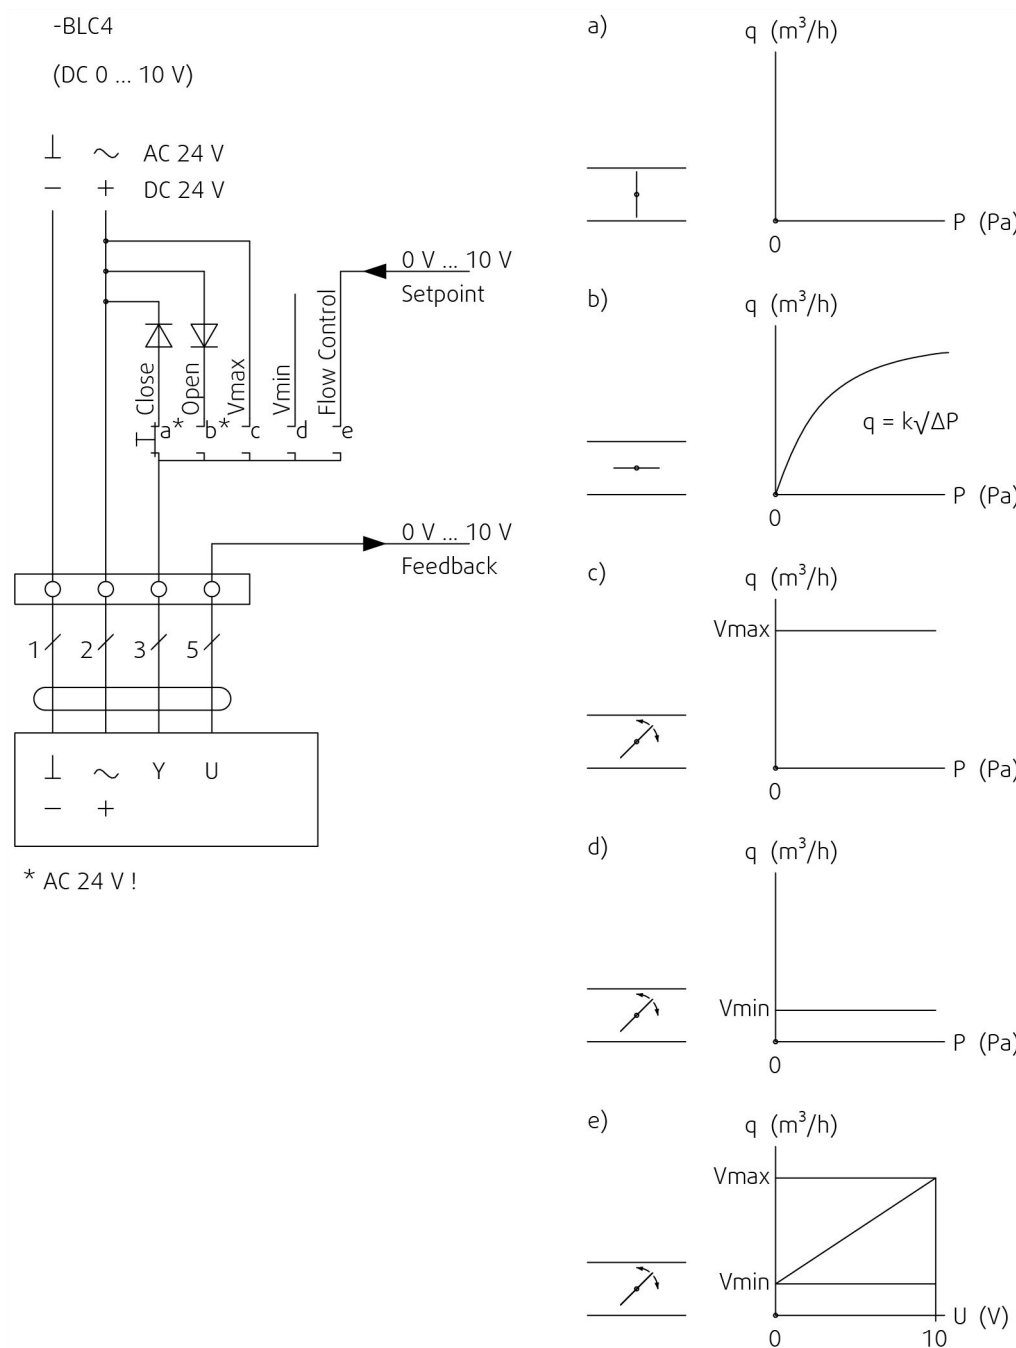 -BLC4
(DC 0 ... 10 V)
⊥ ~ AC 24 V
− + DC 24 V
0 V ... 10 V
Setpoint
Close
Open
Vmax
Vmin
Flow Control
a* b* c d e
0 V ... 10 V
Feedback
1 2 3 5
⊥ ~ Y U
− +
* AC 24 V !
a)
q (m³/h)
P (Pa)
0
b)
q (m³/h)
q = k√ΔP
P (Pa)
0
c)
q (m³/h)
Vmax
P (Pa)
0
d)
q (m³/h)
Vmin
P (Pa)
0
e)
q (m³/h)
Vmax
Vmin
U (V)
0 10